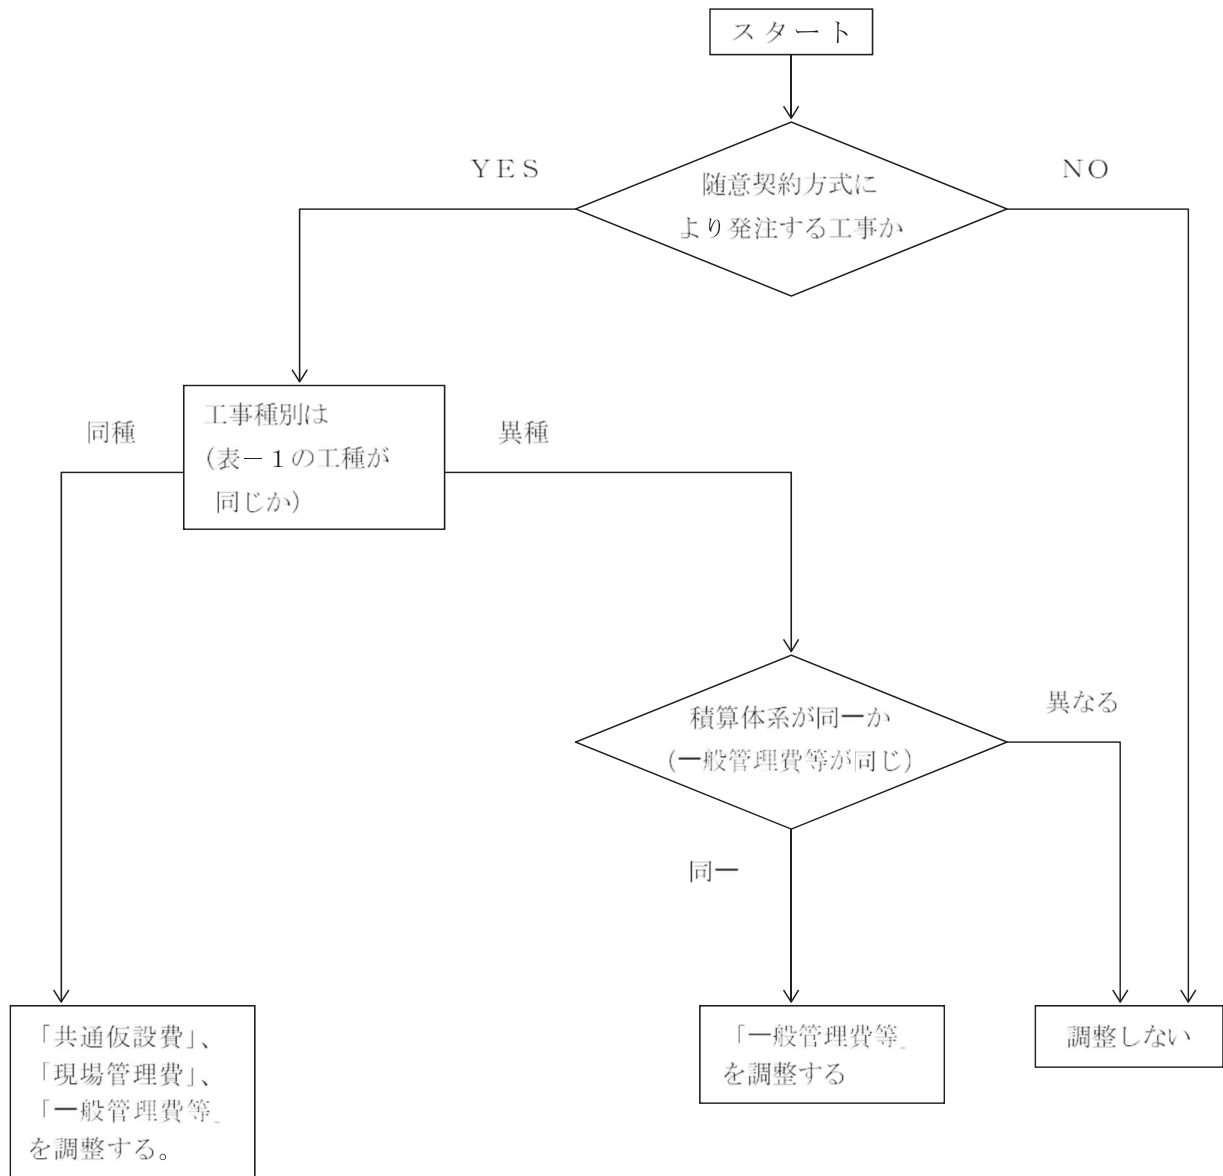 スタート
YES
NO
随意契約方式に
より発注する工事か
工事種別は
(表－１の工種が
同じか)
同種
異種
積算体系が同一か
(一般管理費等が同じ)
異なる
同一
「共通仮設費」、
「現場管理費」、
「一般管理費等」
を調整する。
「一般管理費等」
を調整する
調整しない